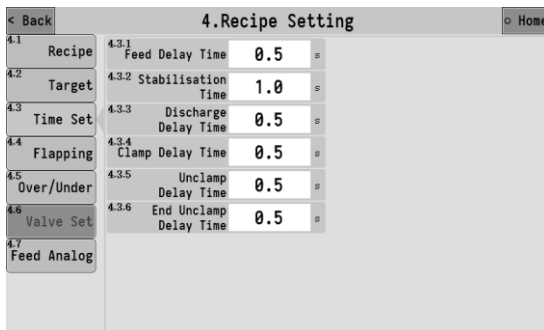 < Back
4.Recipe Setting
○ Home
4.1 Recipe
4.2 Target
4.3 Time Set
4.4 Flapping
4.5 Over/Under
4.6 Valve Set
4.7 Feed Analog
4.3.1 Feed Delay Time 0.5 s
4.3.2 Stabilisation
Time 1.0 s
4.3.3 Discharge
Delay Time 0.5 s
4.3.4 Clamp Delay Time 0.5 s
4.3.5 Unclamp
Delay Time 0.5 s
4.3.6 End Unclamp
Delay Time 0.5 s